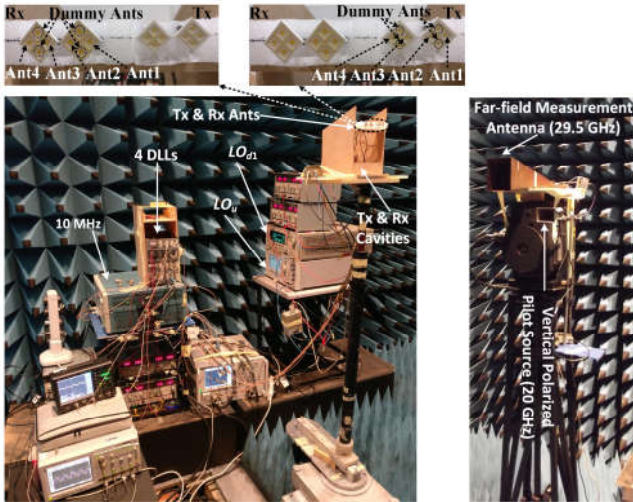 Rx Dummy Ants Tx
Ant4 Ant3 Ant2 Ant1
Rx Dummy Ants Tx
Ant4 Ant3 Ant2 Ant1
Tx & Rx Ants
4 DLLs
LOd1
LOu
10 MHz
Tx & Rx
Cavities
Far-field Measurement
Antenna (29.5 GHz)
Vertical Polarized
Pilot Source (20 GHz)